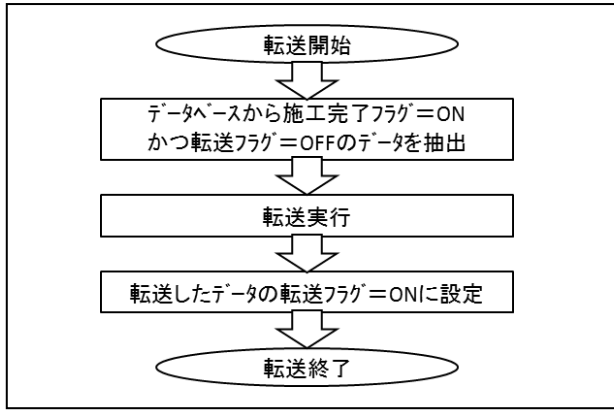 転送開始
ﾃﾞｰﾀﾍﾞｰｽから施工完了ﾌﾗｸﾞ=ON
かつ転送ﾌﾗｸﾞ=OFFのﾃﾞｰﾀを抽出
転送実行
転送したﾃﾞｰﾀの転送ﾌﾗｸﾞ=ONに設定
転送終了